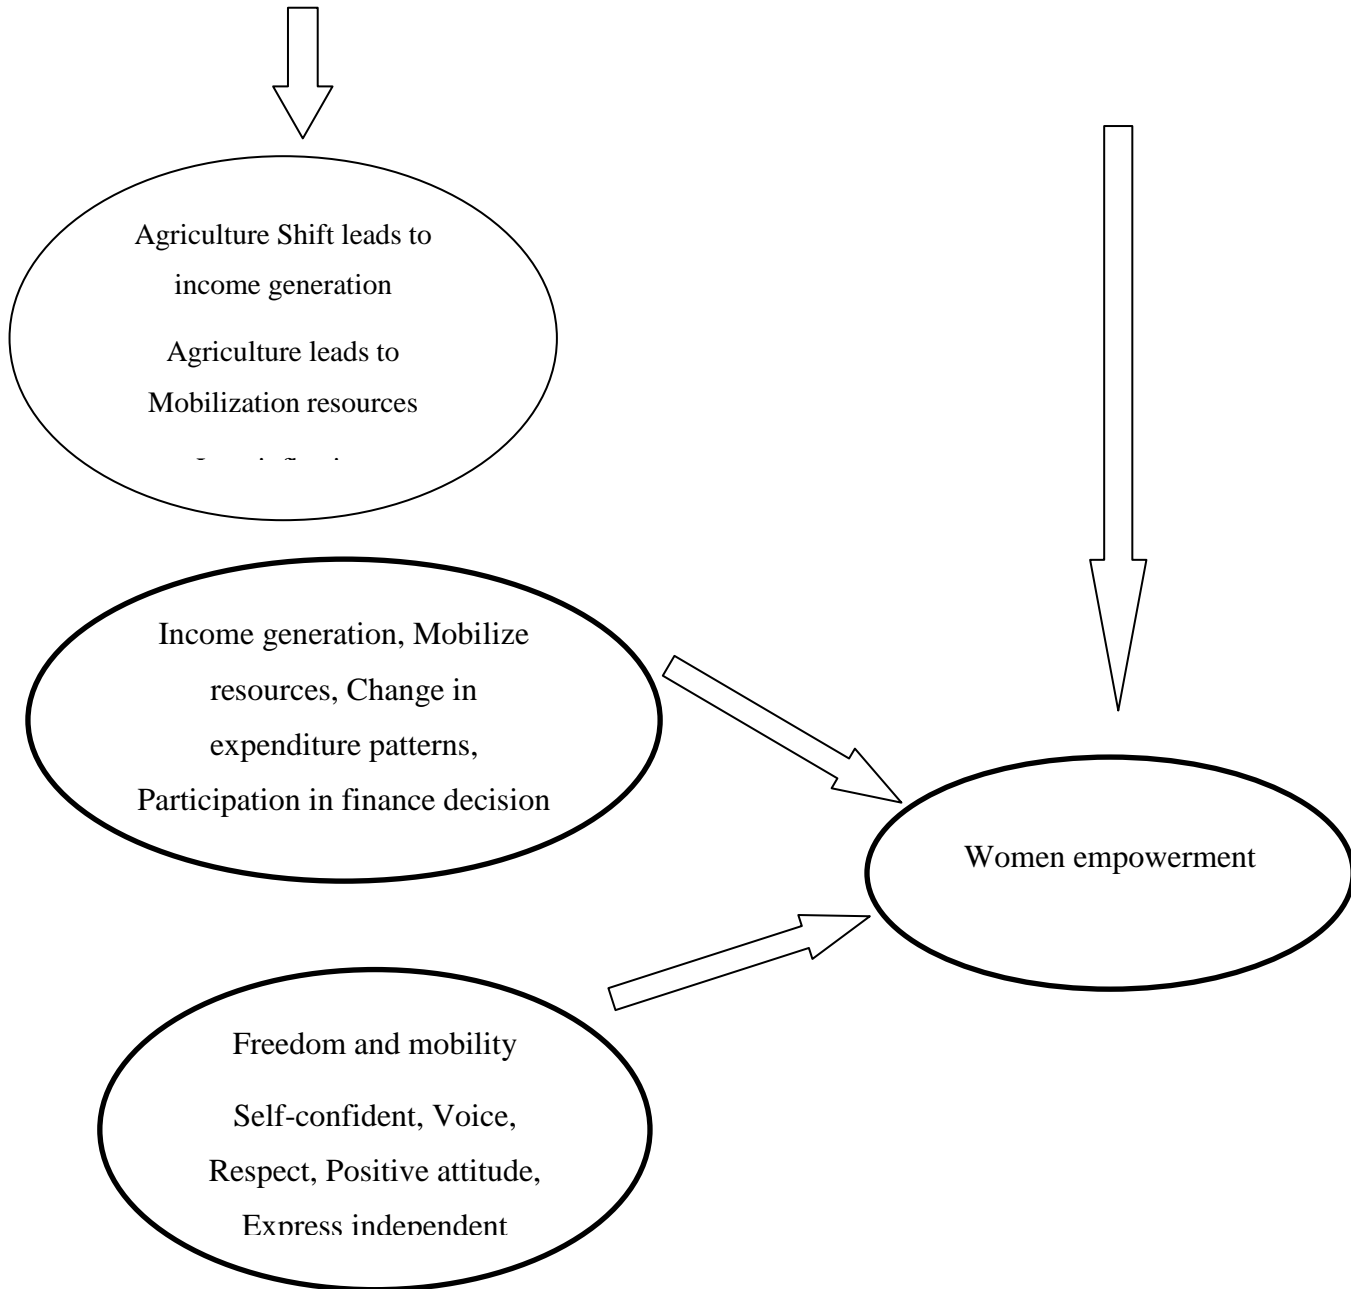 Agriculture Shift leads to
income generation
Agriculture leads to
Mobilization resources
Income generation, Mobilize
resources, Change in
expenditure patterns,
Participation in finance decision
Women empowerment
Freedom and mobility
Self-confident, Voice,
Respect, Positive attitude,
Express independent